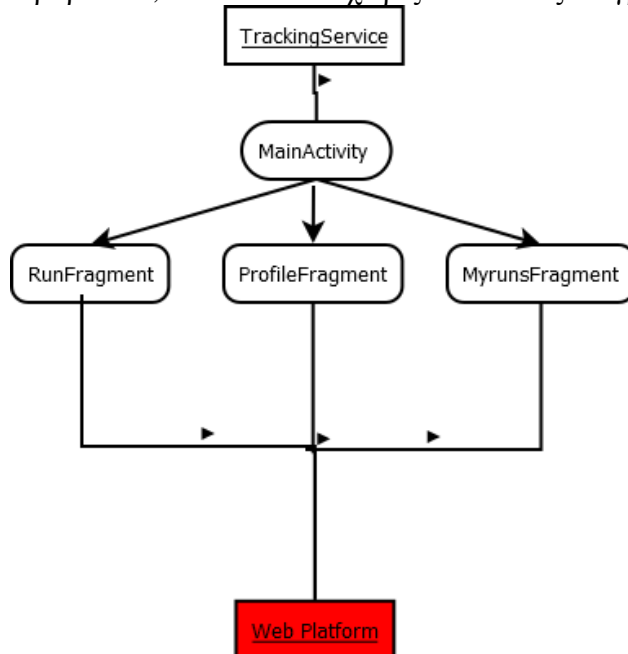 TrackingService
MainActivity
RunFragment
ProfileFragment
MyrunsFragment
Web Platform